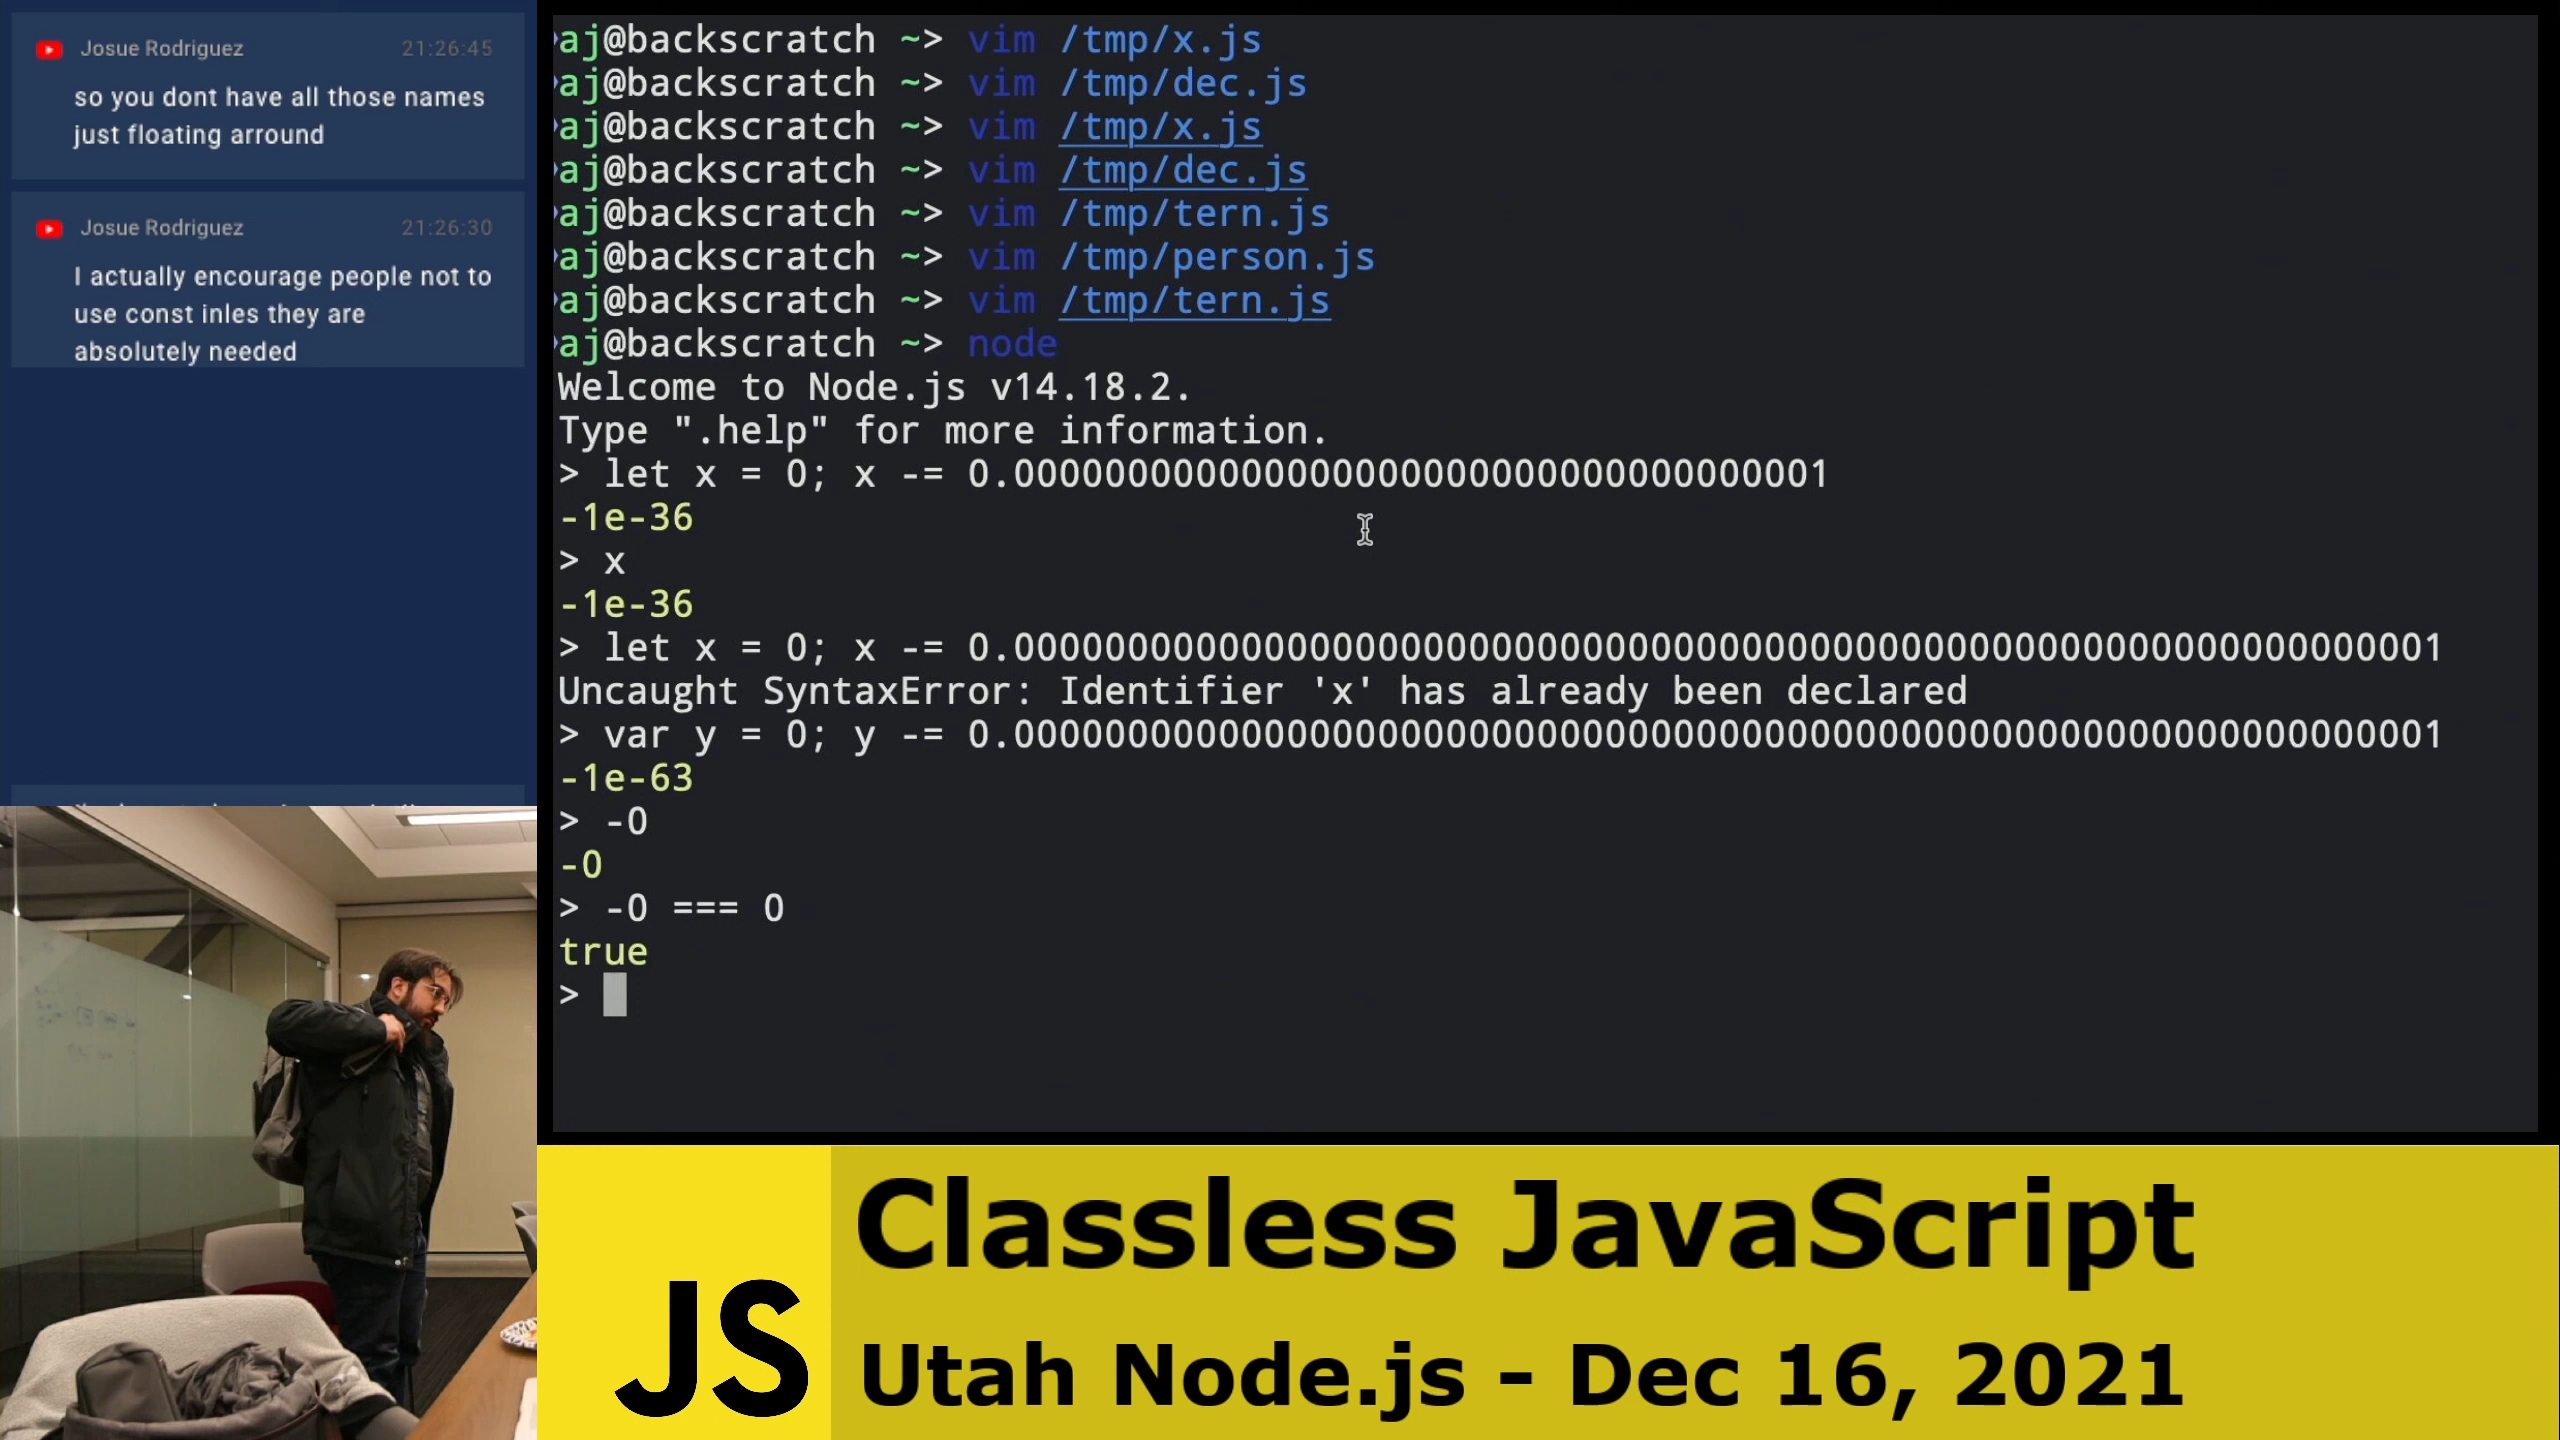 Josue Rodriguez 21:26:45
so you dont have all those names
just floating arround
Josue Rodriguez 21:26:30
I actually encourage people not to
use const inles they are
absolutely needed
aj@backscratch ~> vim /tmp/x.js
aj@backscratch ~> vim /tmp/dec.js
aj@backscratch ~> vim /tmp/x.js
aj@backscratch ~> vim /tmp/dec.js
aj@backscratch ~> vim /tmp/tern.js
aj@backscratch ~> vim /tmp/person.js
aj@backscratch ~> vim /tmp/tern.js
aj@backscratch ~> node
Welcome to Node.js v14.18.2.
Type ".help" for more information.
> let x = 0; x -= 0.000000000000000000000000000000000001
-1e-36
> x
-1e-36
> let x = 0; x -= 0.000000000000000000000000000000000000000000000000000000000000001
Uncaught SyntaxError: Identifier 'x' has already been declared
> var y = 0; y -= 0.000000000000000000000000000000000000000000000000000000000000001
-1e-63
> -0
-0
> -0 === 0
true
>
JS
Classless JavaScript
Utah Node.js - Dec 16, 2021